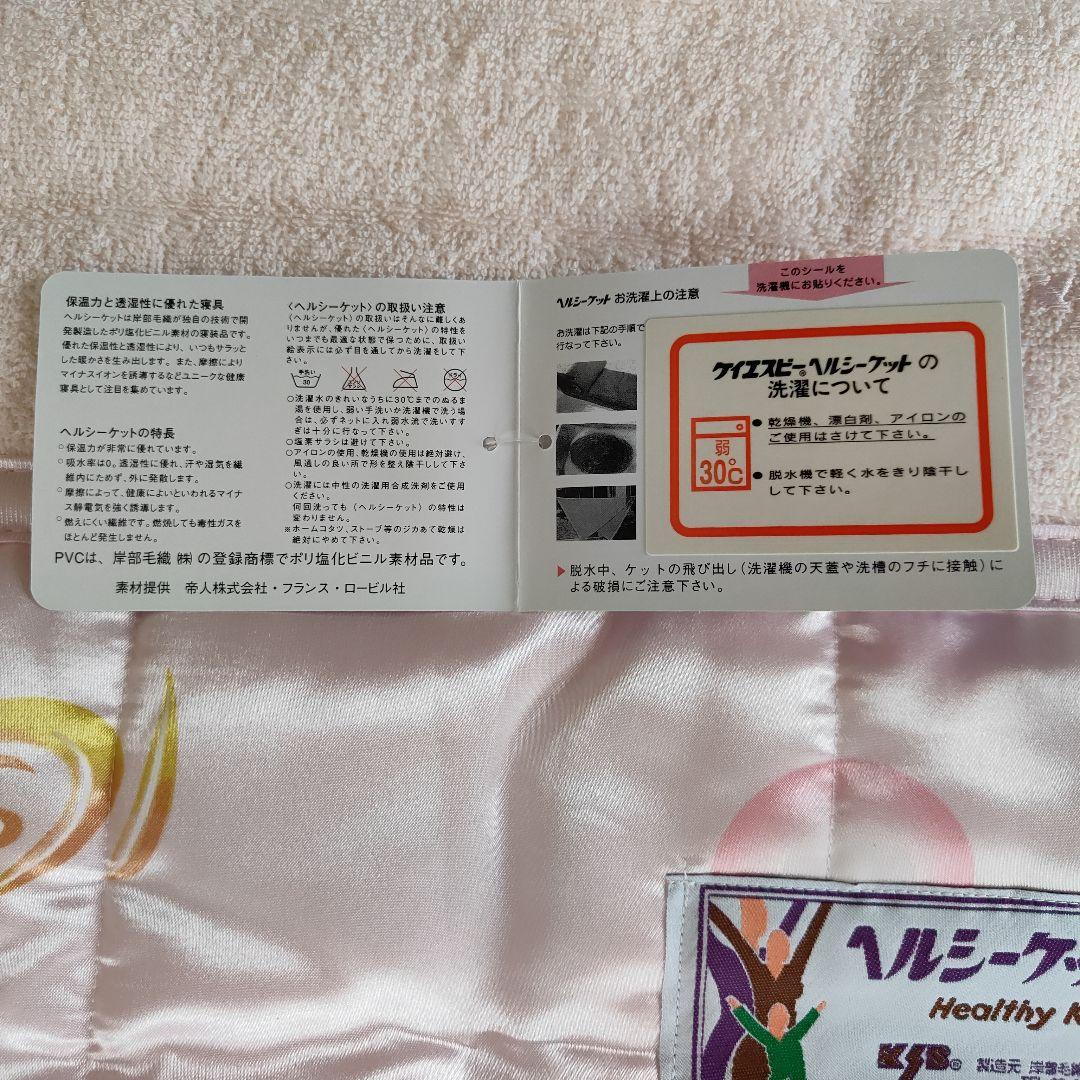 保温力と透湿性に優れた寝具
ヘルシーケットは岸部毛織が独自の技術で開
発製造したポリ塩化ビニル素材の寝装品です。
優れた保温性と透湿性により、いつもサラッと
した暖かさを生み出します。また、摩擦により
マイナスイオンを誘導するなどユニークな健康
寝具として注目を集めています。
ヘルシーケットの特長
○保温力が非常に優れています。
○吸水率は0。透湿性に優れ、汗や湿気を繊
維内にためず、外に発散します。
○摩擦によって、健康によいといわれるマイナ
ス静電気を強く誘導します。
○燃えにくい繊維です。燃焼しても毒性ガスを
ほとんど発生しません。
〈ヘルシーケット〉の取扱い注意
〈ヘルシーケット〉の取扱いはそんなに難しくあ
りませんが、優れた〈ヘルシーケット〉の特性を
いつまでも最適な状態で保つために、取扱い
絵表示には必ず目を通してから洗濯をして下
さい。
手洗い
30
エンソ
サラシ
ドライ
○洗濯水のきれいなうちに30℃までのぬるま
湯を使用し、弱い手洗いか洗濯機で洗う場
合は、必ずネットに入れ弱水流で洗いすす
ぎは十分に行なって下さい。
○塩素サラシは避けて下さい。
○アイロンの使用、乾燥機の使用は絶対避け、
風通しの良い所で形を整え陰干して下さ
い。
○洗濯には中性の洗濯用合成洗剤をご使用
ください。
何回洗っても〈ヘルシーケット〉の特性は
変わりません。
※ホームコタツ、ストーブ等のジカあて乾燥は
絶対にやめて下さい。
PVCは、岸部毛織㈱の登録商標でポリ塩化ビニル素材品です。
素材提供 帝人株式会社・フランス・ロービル社
ヘルシーケットお洗濯上の注意
このシールを
洗濯機にお貼りください。
お洗濯は下記の手順で
行なって下さい。
ケイエスピー®ヘルシーケットの
洗濯について
弱
30℃
● 乾燥機、漂白剤、アイロンの
ご使用はさけて下さい。
● 脱水機で軽く水をきり陰干し
して下さい。
▶脱水中、ケットの飛び出し(洗濯機の天蓋や洗槽のフチに接触)に
よる破損にご注意下さい。
ヘルシーケッ
Healthy K
KSB® 製造元 岸部毛織